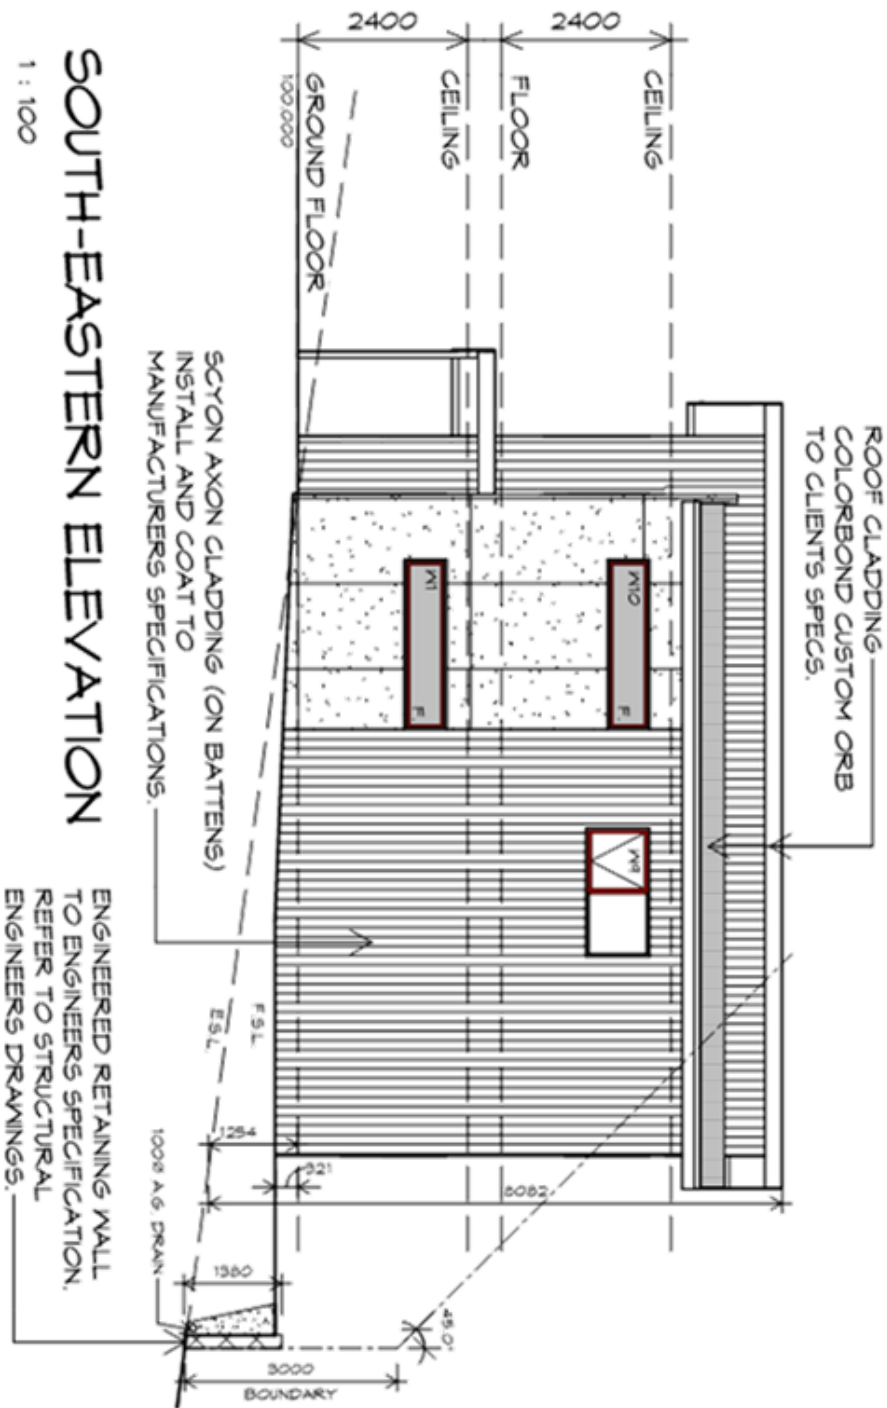 ROOF CLADDING
COLORBOND CUSTOM ORB
TO CLIENTS SPECS.
2400
2400
CEILING
FLOOR
CEILING
GROUND FLOOR
100.000
W10
F
W1
F
W9
F.S.L.
E.S.L.
1254
321
8082
1380
45.0°
3000
BOUNDARY
100Ø A.G. DRAIN
SCYON AXON CLADDING (ON BATTENS)
INSTALL AND COAT TO
MANUFACTURERS SPECIFICATIONS.
ENGINEERED RETAINING WALL
TO ENGINEERS SPECIFICATION.
REFER TO STRUCTURAL
ENGINEERS DRAWINGS.
SOUTH-EASTERN ELEVATION
1 : 100